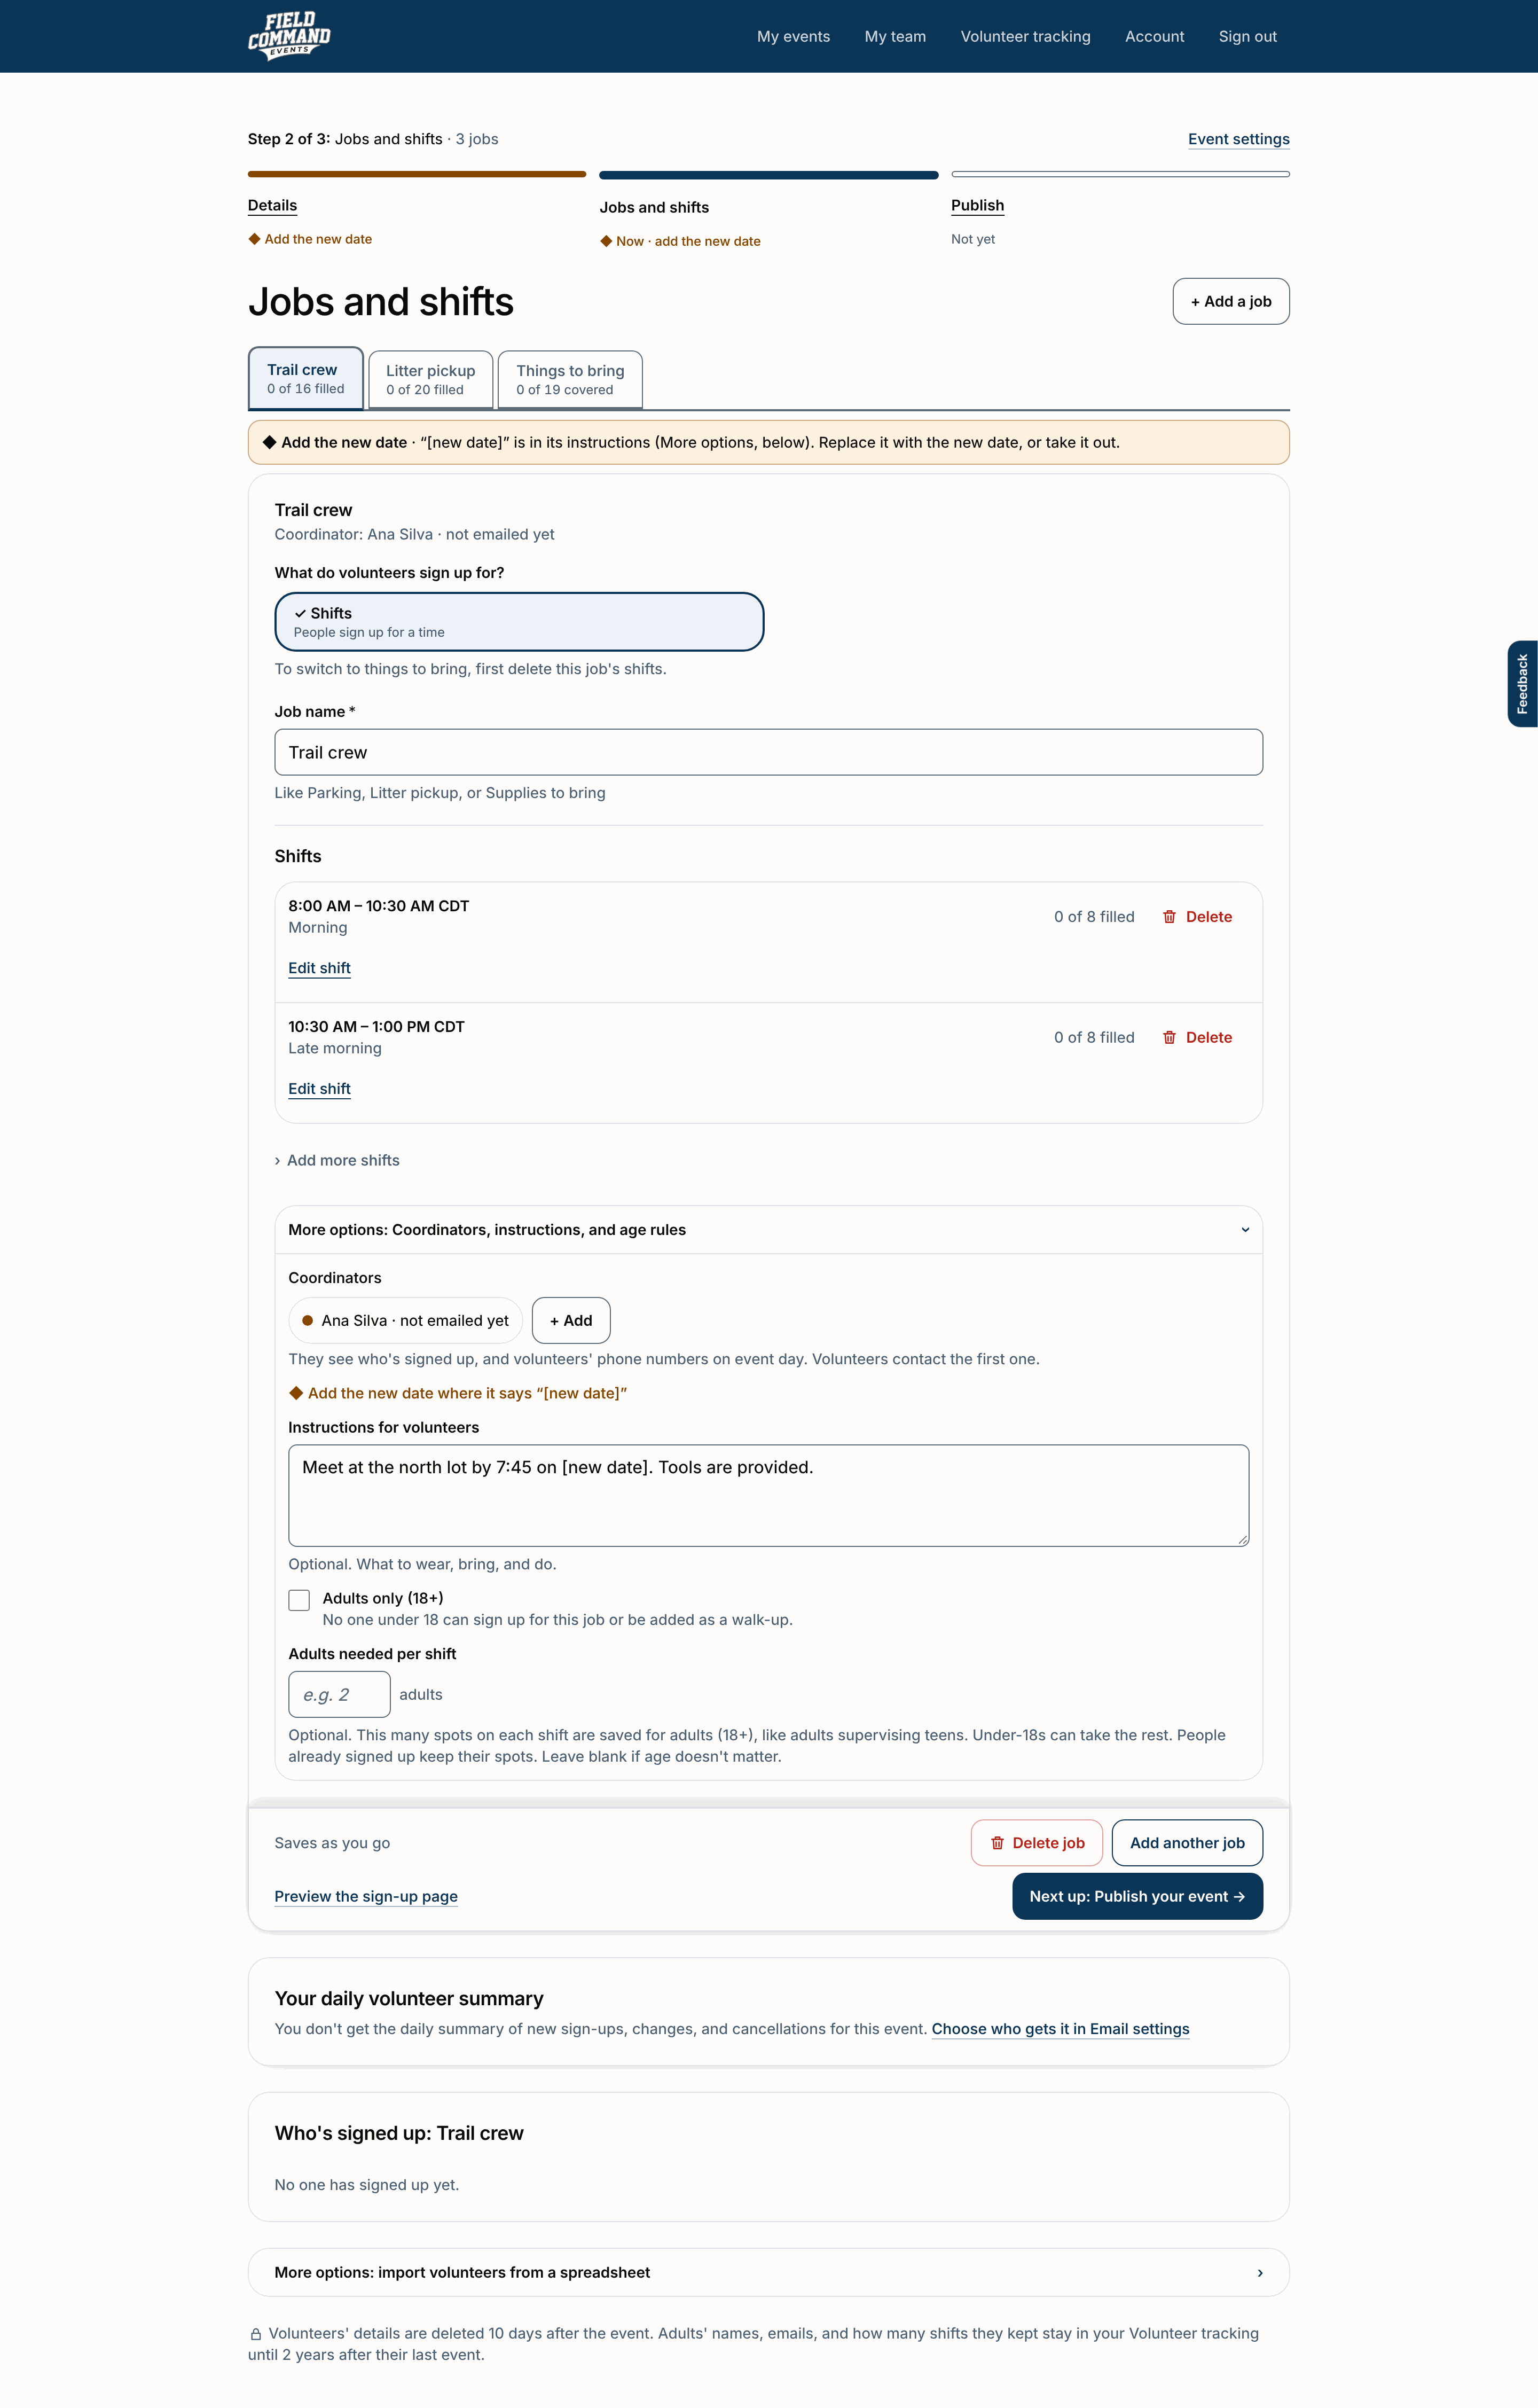 FIELD COMMAND EVENTS
My events
My team
Volunteer tracking
Account
Sign out
Step 2 of 3: Jobs and shifts · 3 jobs
Event settings
Details
◆ Add the new date
Jobs and shifts
◆ Now · add the new date
Publish
Not yet
Jobs and shifts
+ Add a job
Trail crew
0 of 16 filled
Litter pickup
0 of 20 filled
Things to bring
0 of 19 covered
◆ Add the new date · “[new date]” is in its instructions (More options, below). Replace it with the new date, or take it out.
Trail crew
Coordinator: Ana Silva · not emailed yet
What do volunteers sign up for?
✓ Shifts
People sign up for a time
To switch to things to bring, first delete this job's shifts.
Job name *
Trail crew
Like Parking, Litter pickup, or Supplies to bring
Shifts
8:00 AM – 10:30 AM CDT
Morning
0 of 8 filled
Delete
Edit shift
10:30 AM – 1:00 PM CDT
Late morning
0 of 8 filled
Delete
Edit shift
› Add more shifts
More options: Coordinators, instructions, and age rules
Coordinators
Ana Silva · not emailed yet
+ Add
They see who's signed up, and volunteers' phone numbers on event day. Volunteers contact the first one.
◆ Add the new date where it says “[new date]”
Instructions for volunteers
Meet at the north lot by 7:45 on [new date]. Tools are provided.
Optional. What to wear, bring, and do.
Adults only (18+)
No one under 18 can sign up for this job or be added as a walk-up.
Adults needed per shift
e.g. 2
adults
Optional. This many spots on each shift are saved for adults (18+), like adults supervising teens. Under-18s can take the rest. People
already signed up keep their spots. Leave blank if age doesn't matter.
Saves as you go
Delete job
Add another job
Preview the sign-up page
Next up: Publish your event →
Your daily volunteer summary
You don't get the daily summary of new sign-ups, changes, and cancellations for this event. Choose who gets it in Email settings
Who's signed up: Trail crew
No one has signed up yet.
More options: import volunteers from a spreadsheet
Volunteers' details are deleted 10 days after the event. Adults' names, emails, and how many shifts they kept stay in your Volunteer tracking
until 2 years after their last event.
Feedback